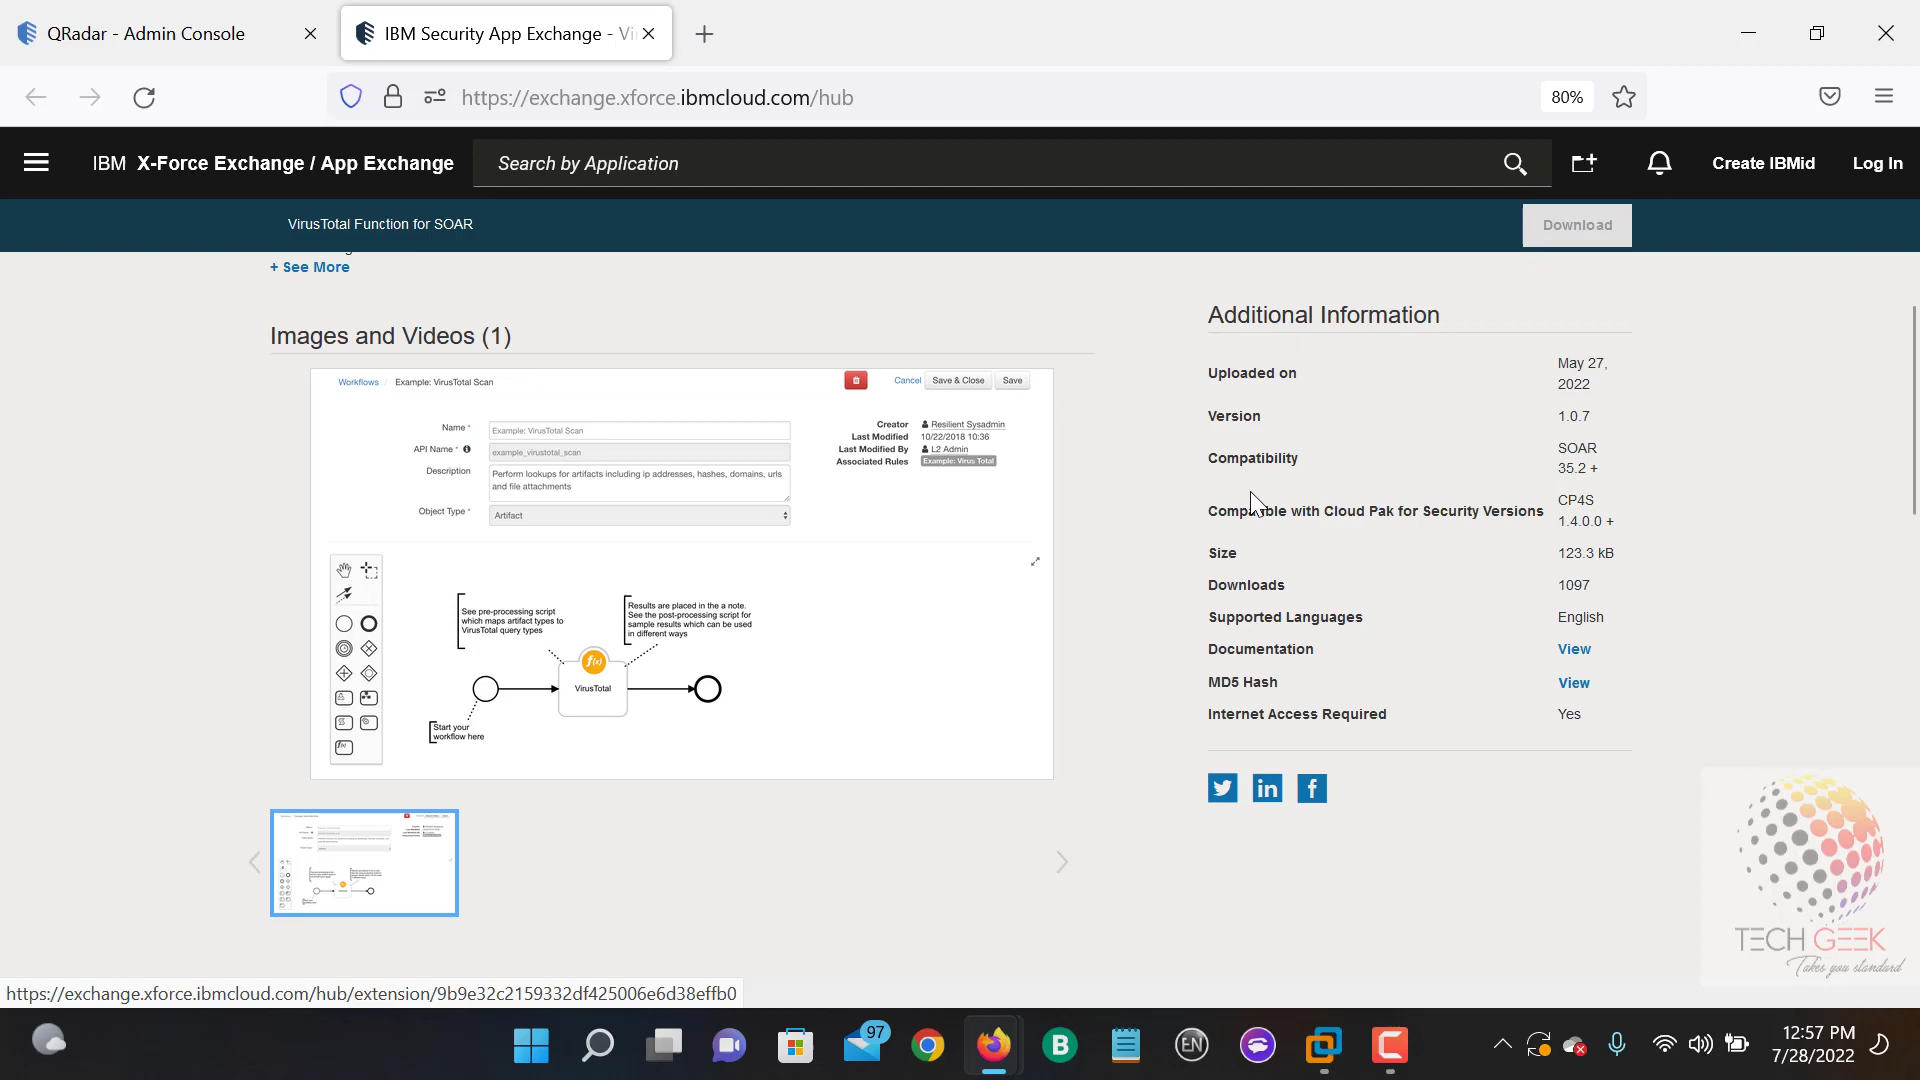 QRadar - Admin Console
IBM Security App Exchange - Vi
https://exchange.xforce.ibmcloud.com/hub
80%
IBM X-Force Exchange / App Exchange
Search by Application
Create IBMid
Log In
VirusTotal Function for SOAR
Download
+ See More
Images and Videos (1)
Workflows / Example: VirusTotal Scan
Cancel
Save & Close
Save
Name *
Example: VirusTotal Scan
API Name *
example_virustotal_scan
Description
Perform lookups for artifacts including ip addresses, hashes, domains, urls
and file attachments
Object Type *
Artifact
Creator
Resilient Sysadmin
Last Modified
10/22/2018 10:36
Last Modified By
L2 Admin
Associated Rules
Example: Virus Total
See pre-processing script
which maps artifact types to
VirusTotal query types
Results are placed in the a note.
See the post-processing script for
sample results which can be used
in different ways
f(x)
VirusTotal
Start your
workflow here
Additional Information
Uploaded on
May 27,
2022
Version
1.0.7
Compatibility
SOAR
35.2 +
Compatible with Cloud Pak for Security Versions
CP4S
1.4.0.0 +
Size
123.3 kB
Downloads
1097
Supported Languages
English
Documentation
View
MD5 Hash
View
Internet Access Required
Yes
TECH GEEK
Takes you standard
https://exchange.xforce.ibmcloud.com/hub/extension/9b9e32c2159332df425006e6d38effb0
97
B
EN
12:57 PM
7/28/2022